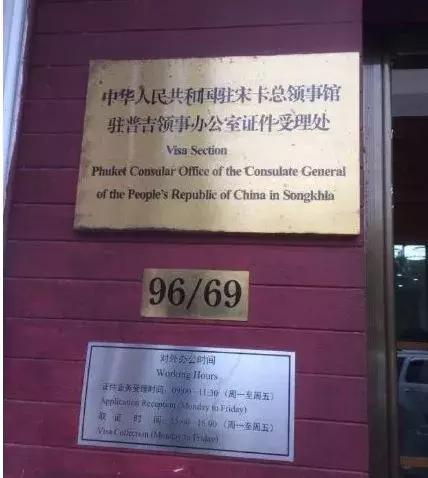 中华人民共和国驻宋卡总领事馆
驻普吉领事办公室证件受理处
Visa Section
Phuket Consular Office of the Consulate General
of the People's Republic of China in Songkhla
96/69
对外办公时间
Working Hours
证件业务受理时间：09:00 - 11:30 （周一至周五）
Application Reception (Monday to Friday)
取 证 时 间：15:00 - 16:00 （周一至周五）
Visa Collection (Monday to Friday)